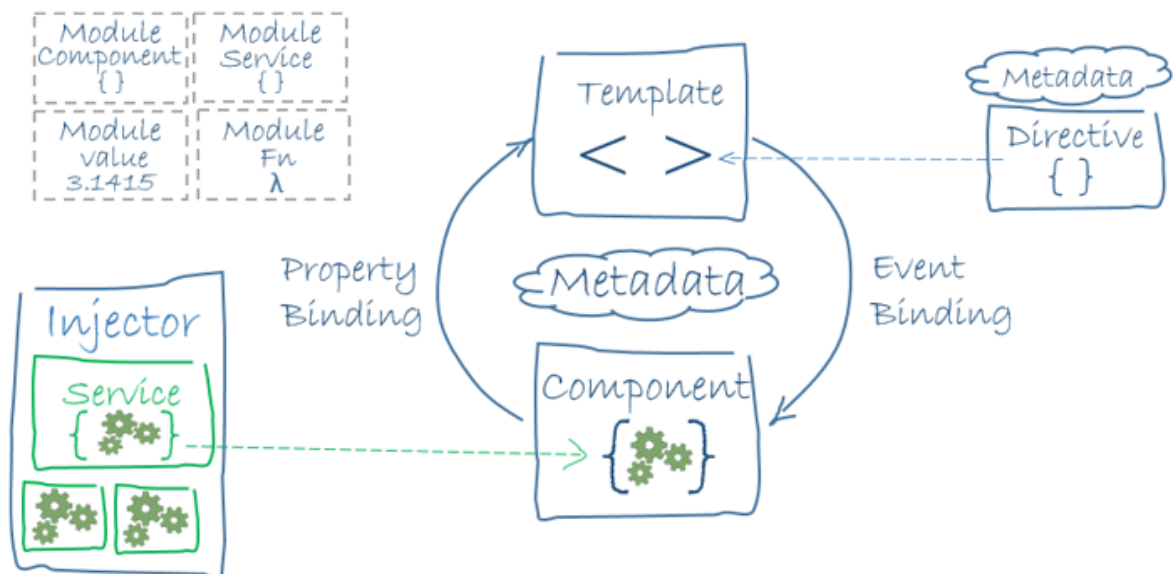 Module
Component
{ }
Module
Service
{ }
Module
value
3.1415
Module
Fn
λ
Template
< >
Metadata
Directive
{ }
Property
Binding
Metadata
Event
Binding
Injector
Service
{ }
Component
{ }